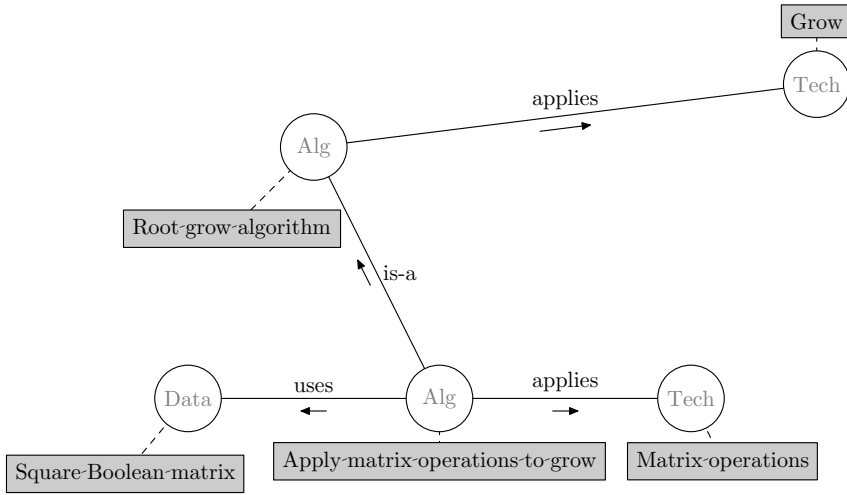 Grow
Tech
applies
Alg
Root-grow-algorithm
is-a
Data
uses
Alg
applies
Tech
Square-Boolean-matrix
Apply-matrix-operations-to-grow
Matrix-operations